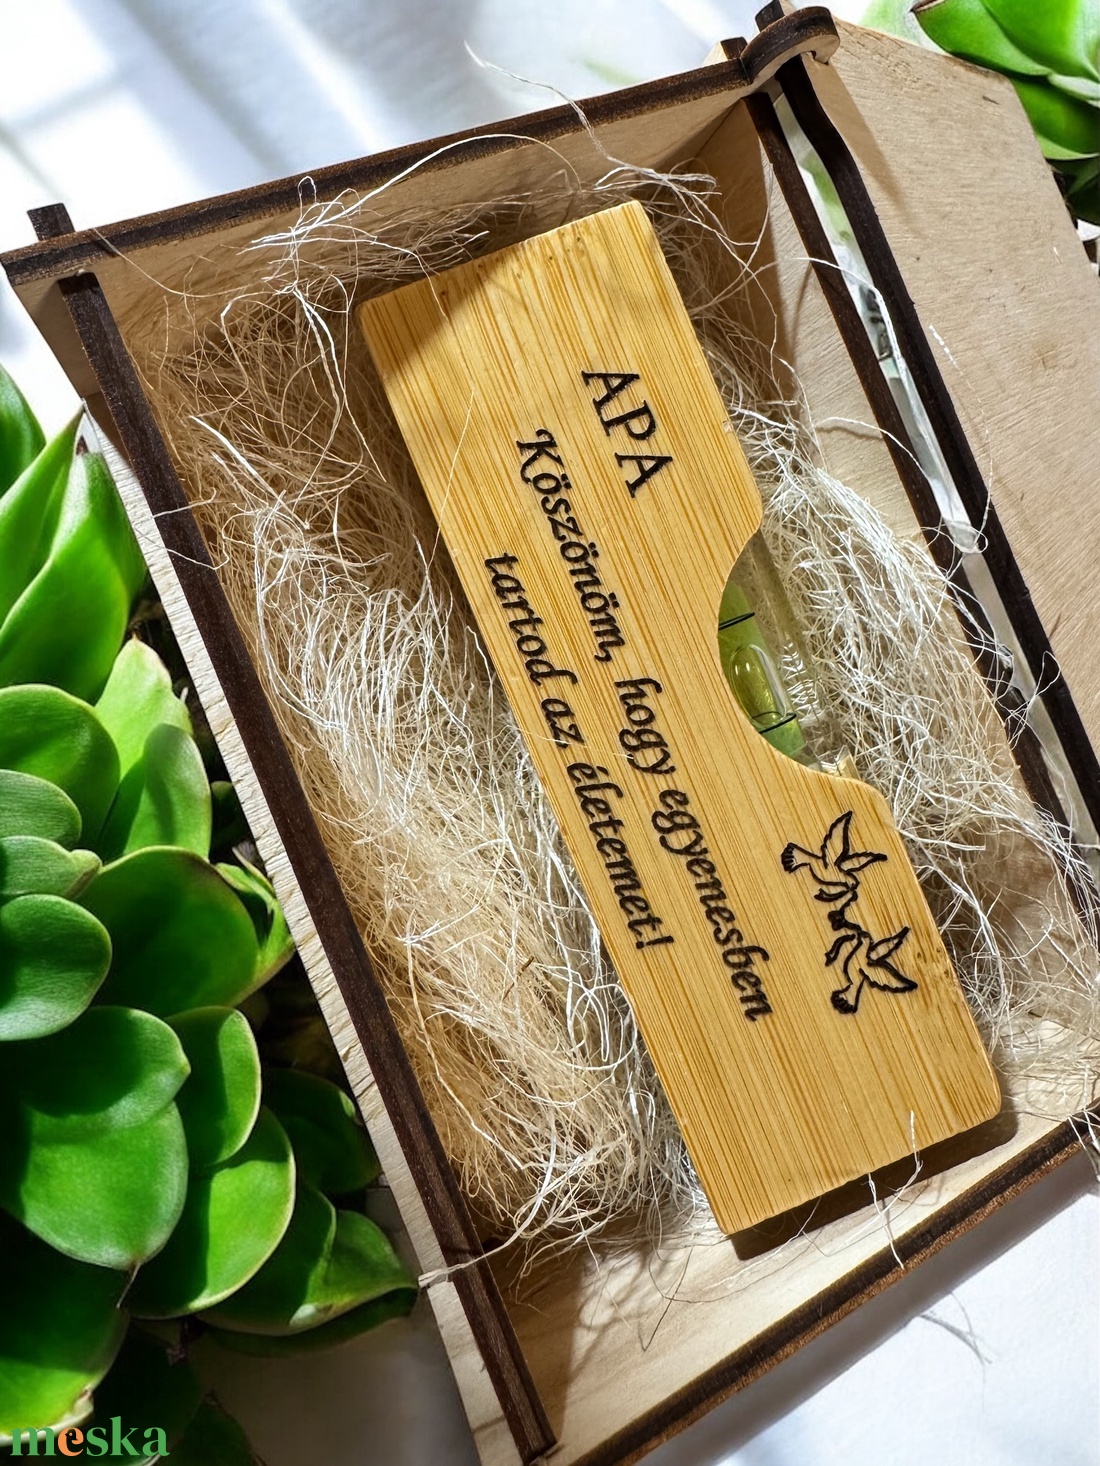 APA
Köszönöm, hogy egyenesben
tartod az életemet!
meska